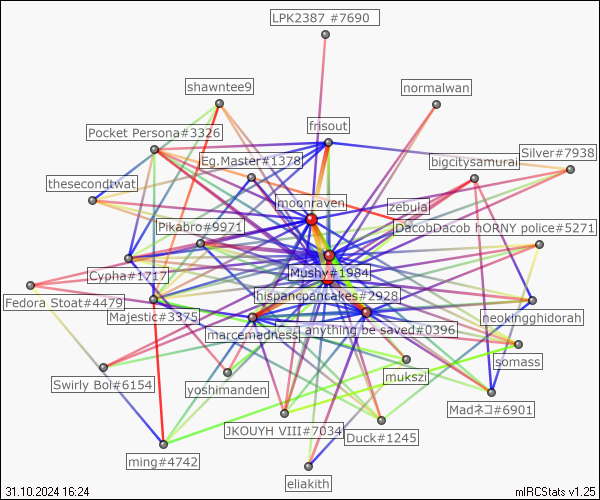 LPK2387 #7690
shawntee9
normalwan
frisout
Pocket Persona#3326
Silver#7938
Eg.Master#1378
bigcitysamurai
thesecondtwat
moonraven
zebula
Pikabro#9971
DacobDacob hORNY police#5271
Cypha#1717
Mushy#1984
Fedora Stoat#4479
hispancpancakes#2928
Majestic#3375
neokingghidorah
anything be saved#0396
marcemadness
somass
Swirly Boi#6154
mukszi
yoshimanden
Madネコ#6901
JKOUYH VIII#7034
Duck#1245
ming#4742
eliakith
31.10.2024 16:24
mIRCStats v1.25